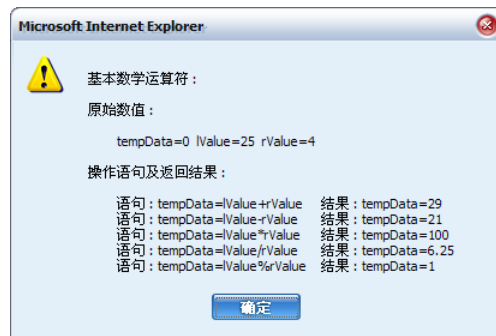 Microsoft Internet Explorer
基本数学运算符：
原始数值：
tempData=0 lValue=25 rValue=4
操作语句及返回结果：
语句：tempData=lValue+rValue 结果：tempData=29
语句：tempData=lValue-rValue 结果：tempData=21
语句：tempData=lValue*rValue 结果：tempData=100
语句：tempData=lValue/rValue 结果：tempData=6.25
语句：tempData=lValue%rValue 结果：tempData=1
确定